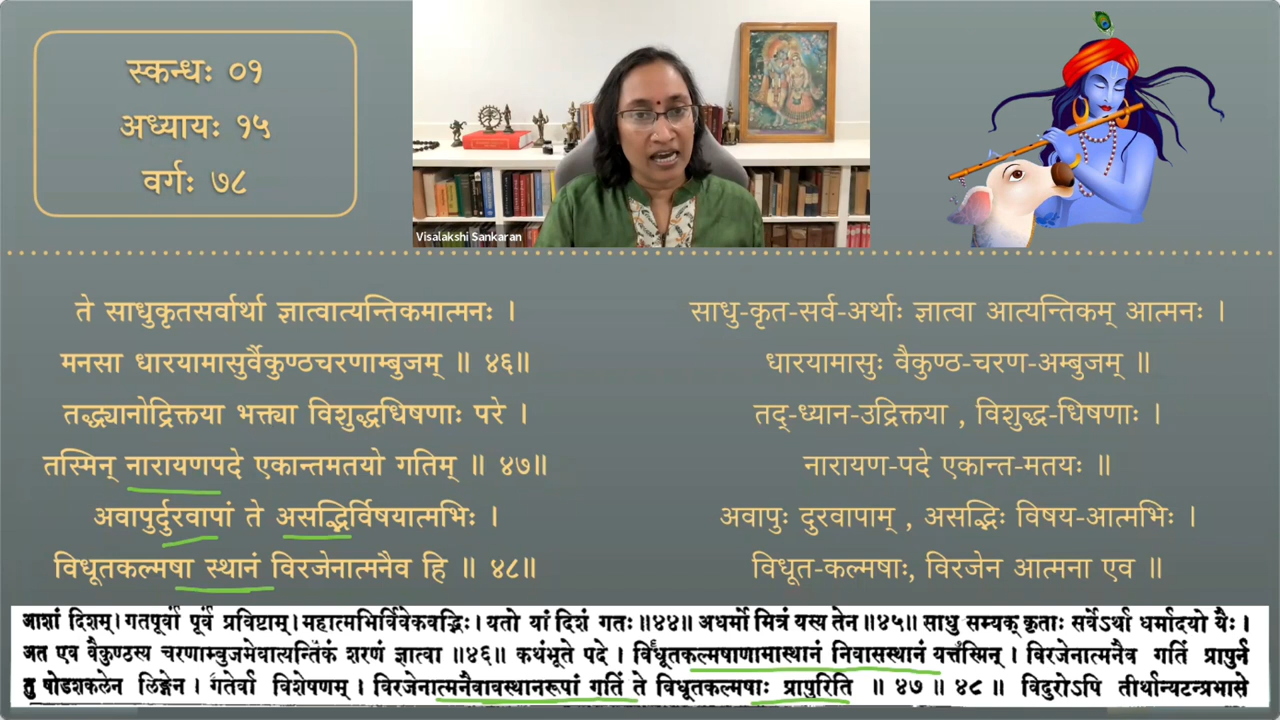 स्कन्धः ०१
अध्यायः १५
वर्गः ७८
Visalakshi Sankaran
ते साधुकृतसर्वार्था ज्ञात्वात्यन्तिकमात्मनः ।
मनसा धारयामासुर्वैकुण्ठचरणाम्बुजम् ॥ ४६॥
तद्ध्यानोद्रिक्तया भक्त्या विशुद्धधिषणाः परे ।
तस्मिन् नारायणपदे एकान्तमतयो गतिम् ॥ ४७॥
अवापुर्दुरवापां ते असद्भिर्विषयात्मभिः ।
विधूतकल्मषा स्थानं विरजेनात्मनैव हि ॥ ४८॥
साधु-कृत-सर्व-अर्थाः ज्ञात्वा आत्यन्तिकम् आत्मनः ।
धारयामासुः वैकुण्ठ-चरण-अम्बुजम् ॥
तद्-ध्यान-उद्रिक्तया , विशुद्ध-धिषणाः ।
नारायण-पदे एकान्त-मतयः ॥
अवापुः दुरवापाम् , असद्भिः विषय-आत्मभिः ।
विधूत-कल्मषाः, विरजेन आत्मना एव ॥
आशां दिशम्। गतपूर्वां पूर्वं प्रविष्टाम्। महात्मभिर्विवेकवद्भिः। यतो यां दिशं गतः ॥४४॥ अधर्मो मित्रं यस्य तेन ॥४५॥ साधु सम्यक् कृताः सर्वेऽर्था धर्मादयो यैः।
अत एव वैकुण्ठस्य चरणाम्बुजमेवात्यन्तिकं शरणं ज्ञात्वा ॥४६॥ कथंभूते पदे। विधूतकल्मषाणामास्थानं निवासस्थानं यत्तस्मिन्। विरजेनात्मनैव गतिं प्रापुर्न
तु षोडशकलेन लिङ्गेन। गतेर्वा विशेषणम्। विरजेनात्मनैवावस्थानरूपां गतिं ते विधूतकल्मषाः प्रापुरिति ॥ ४७ ॥ ४८ ॥ विदुरोऽपि तीर्थान्यटन्प्रभासे